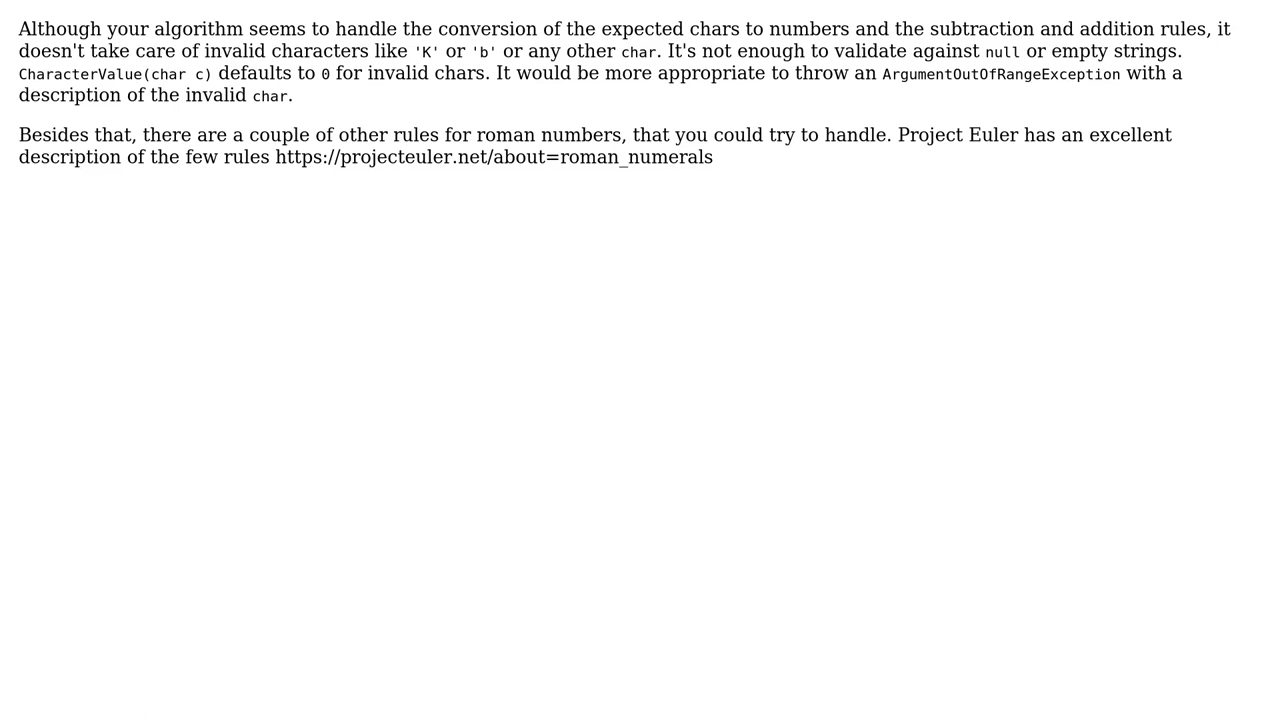 Although your algorithm seems to handle the conversion of the expected chars to numbers and the subtraction and addition rules, it
doesn't take care of invalid characters like 'K' or 'b' or any other char. It's not enough to validate against null or empty strings.
CharacterValue(char c) defaults to 0 for invalid chars. It would be more appropriate to throw an ArgumentOutOfRangeException with a
description of the invalid char.
Besides that, there are a couple of other rules for roman numbers, that you could try to handle. Project Euler has an excellent
description of the few rules https://projecteuler.net/about=roman_numerals